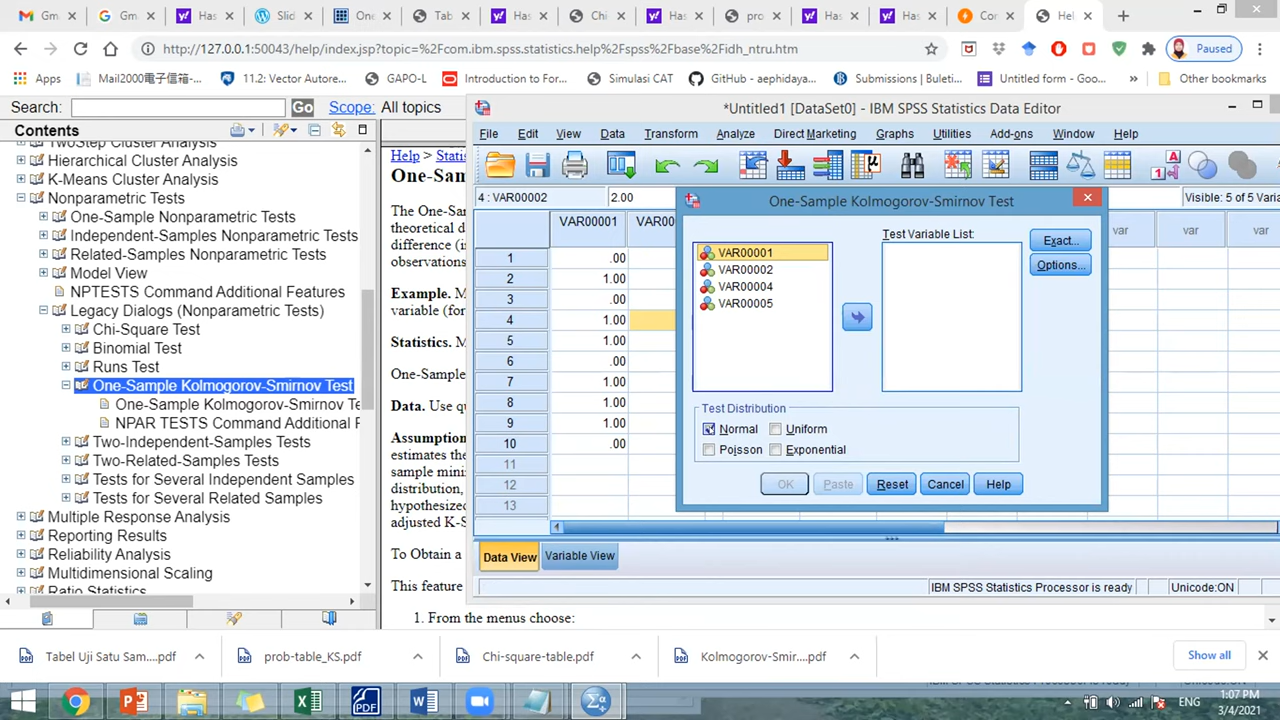 Gm
Gm
Has
Slid
One
Tab
Has
Chi
Has
pro
Has
Has
Cor
Hel
http://127.0.0.1:50043/help/index.jsp?topic=%2Fcom.ibm.spss.statistics.help%2Fspss%2Fbase%2Fidh_ntru.htm
Paused
Apps
Mail2000電子信箱-...
11.2: Vector Autore...
GAPO-L
Introduction to For...
Simulasi CAT
GitHub - aephidaya...
Submissions | Buleti...
Untitled form - Goo...
»
Other bookmarks
Search:
Go
Scope: All topics
Contents
TwoStep Cluster Analysis
Hierarchical Cluster Analysis
K-Means Cluster Analysis
Nonparametric Tests
One-Sample Nonparametric Tests
Independent-Samples Nonparametric Tests
Related-Samples Nonparametric Tests
Model View
NPTESTS Command Additional Features
Legacy Dialogs (Nonparametric Tests)
Chi-Square Test
Binomial Test
Runs Test
One-Sample Kolmogorov-Smirnov Test
One-Sample Kolmogorov-Smirnov Te
NPAR TESTS Command Additional F
Two-Independent-Samples Tests
Two-Related-Samples Tests
Tests for Several Independent Samples
Tests for Several Related Samples
Multiple Response Analysis
Reporting Results
Reliability Analysis
Multidimensional Scaling
Ratio Statistics
Help > Statis
One-Sam
The One-Sa
theoretical d
difference (i
observations
Example. M
variable (for
Statistics. M
One-Sample
Data. Use qu
Assumption
estimates the
sample mini
distribution,
hypothesized
adjusted K-S
To Obtain a
This feature
1. From the menus choose:
*Untitled1 [DataSet0] - IBM SPSS Statistics Data Editor
File Edit View Data Transform Analyze Direct Marketing Graphs Utilities Add-ons Window Help
4 : VAR00002
2.00
Visible: 5 of 5 Varia
VAR00001
VAR00
var
var
var
1 .00
2 1.00
3 .00
4 1.00
5 1.00
6 .00
7 1.00
8 1.00
9 1.00
10 .00
11
12
13
One-Sample Kolmogorov-Smirnov Test
Test Variable List:
VAR00001
VAR00002
VAR00004
VAR00005
Exact...
Options...
Test Distribution
Normal Uniform
Poisson Exponential
OK Paste Reset Cancel Help
Data View Variable View
IBM SPSS Statistics Processor is ready
Unicode:ON
Tabel Uji Satu Sam....pdf
prob-table_KS.pdf
Chi-square-table.pdf
Kolmogorov-Smir....pdf
Show all
ENG
1:07 PM
3/4/2021